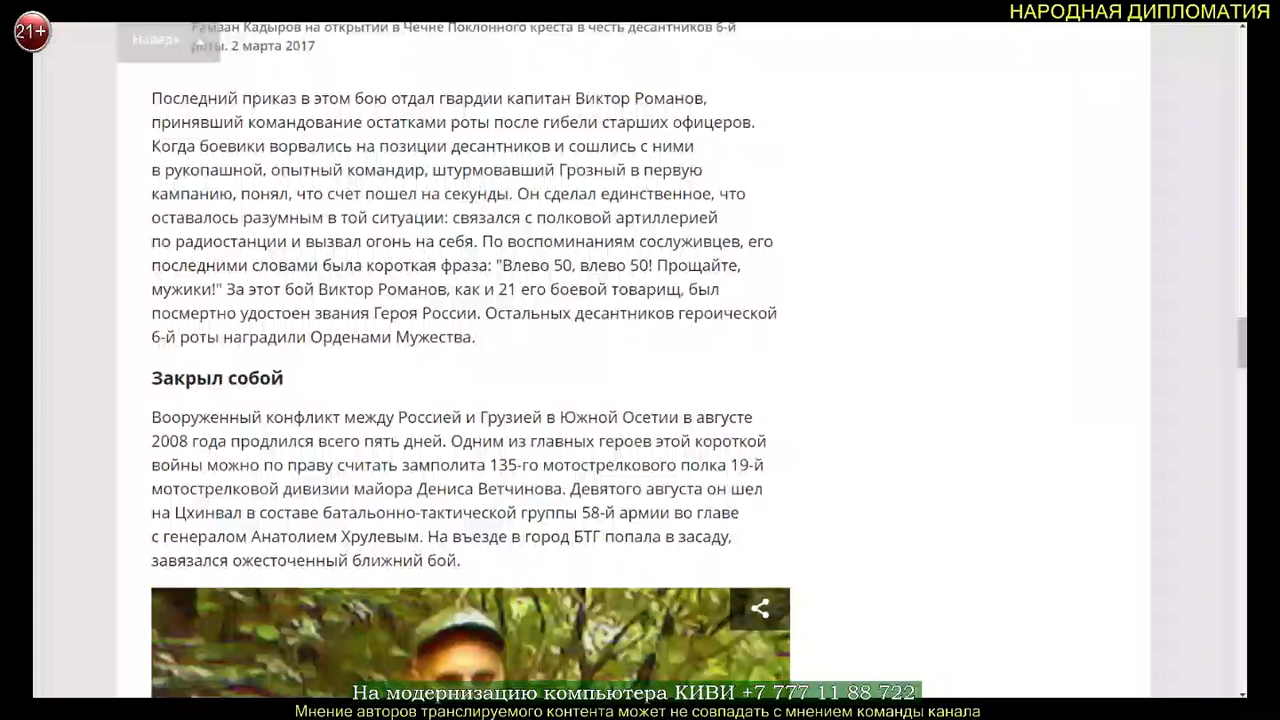 НАРОДНАЯ ДИПЛОМАТИЯ
21+
Рамзан Кадыров на открытии в Чечне Поклонного креста в честь десантников 6-й
Наверх
роты. 2 марта 2017
Последний приказ в этом бою отдал гвардии капитан Виктор Романов,
принявший командование остатками роты после гибели старших офицеров.
Когда боевики ворвались на позиции десантников и сошлись с ними
в рукопашной, опытный командир, штурмовавший Грозный в первую
кампанию, понял, что счет пошел на секунды. Он сделал единственное, что
оставалось разумным в той ситуации: связался с полковой артиллерией
по радиостанции и вызвал огонь на себя. По воспоминаниям сослуживцев, его
последними словами была короткая фраза: "Влево 50, влево 50! Прощайте,
мужики!" За этот бой Виктор Романов, как и 21 его боевой товарищ, был
посмертно удостоен звания Героя России. Остальных десантников героической
6-й роты наградили Орденами Мужества.
Закрыл собой
Вооруженный конфликт между Россией и Грузией в Южной Осетии в августе
2008 года продлился всего пять дней. Одним из главных героев этой короткой
войны можно по праву считать замполита 135-го мотострелкового полка 19-й
мотострелковой дивизии майора Дениса Ветчинова. Девятого августа он шел
на Цхинвал в составе батальонно-тактической группы 58-й армии во главе
с генералом Анатолием Хрулевым. На въезде в город БТГ попала в засаду,
завязался ожесточенный ближний бой.
На модернизацию компьютера КИВИ +7 777 11 88 722
Мнение авторов транслируемого контента может не совпадать с мнением команды канала